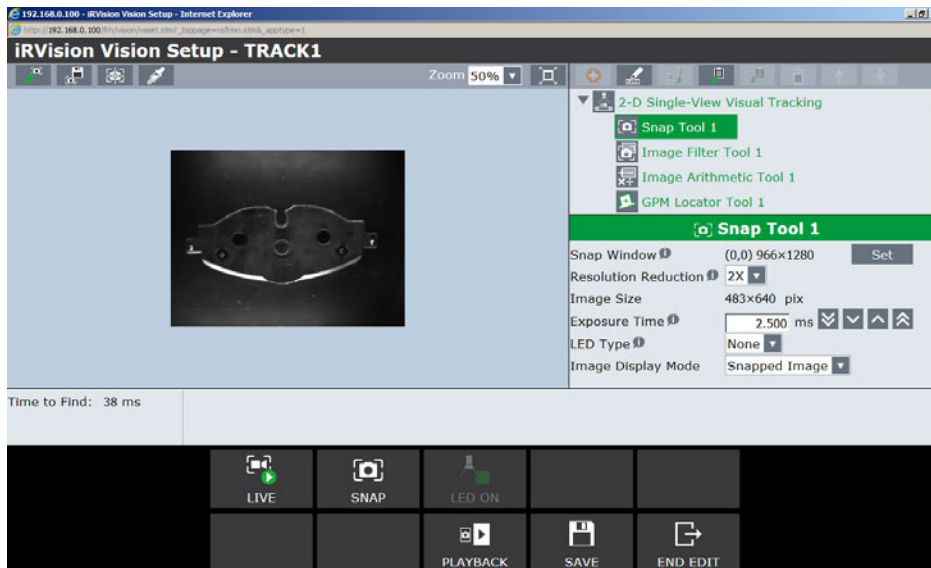 192.168.0.100 - iRVision Vision Setup - Internet Explorer
iRVision Vision Setup - TRACK1
Zoom 50%
2-D Single-View Visual Tracking
Snap Tool 1
Image Filter Tool 1
Image Arithmetic Tool 1
GPM Locator Tool 1
Snap Tool 1
Snap Window (0,0) 966×1280 Set
Resolution Reduction 2X
Image Size 483×640 pix
Exposure Time 2.500 ms
LED Type None
Image Display Mode Snapped Image
Time to Find: 38 ms
LIVE SNAP LED ON
PLAYBACK SAVE END EDIT